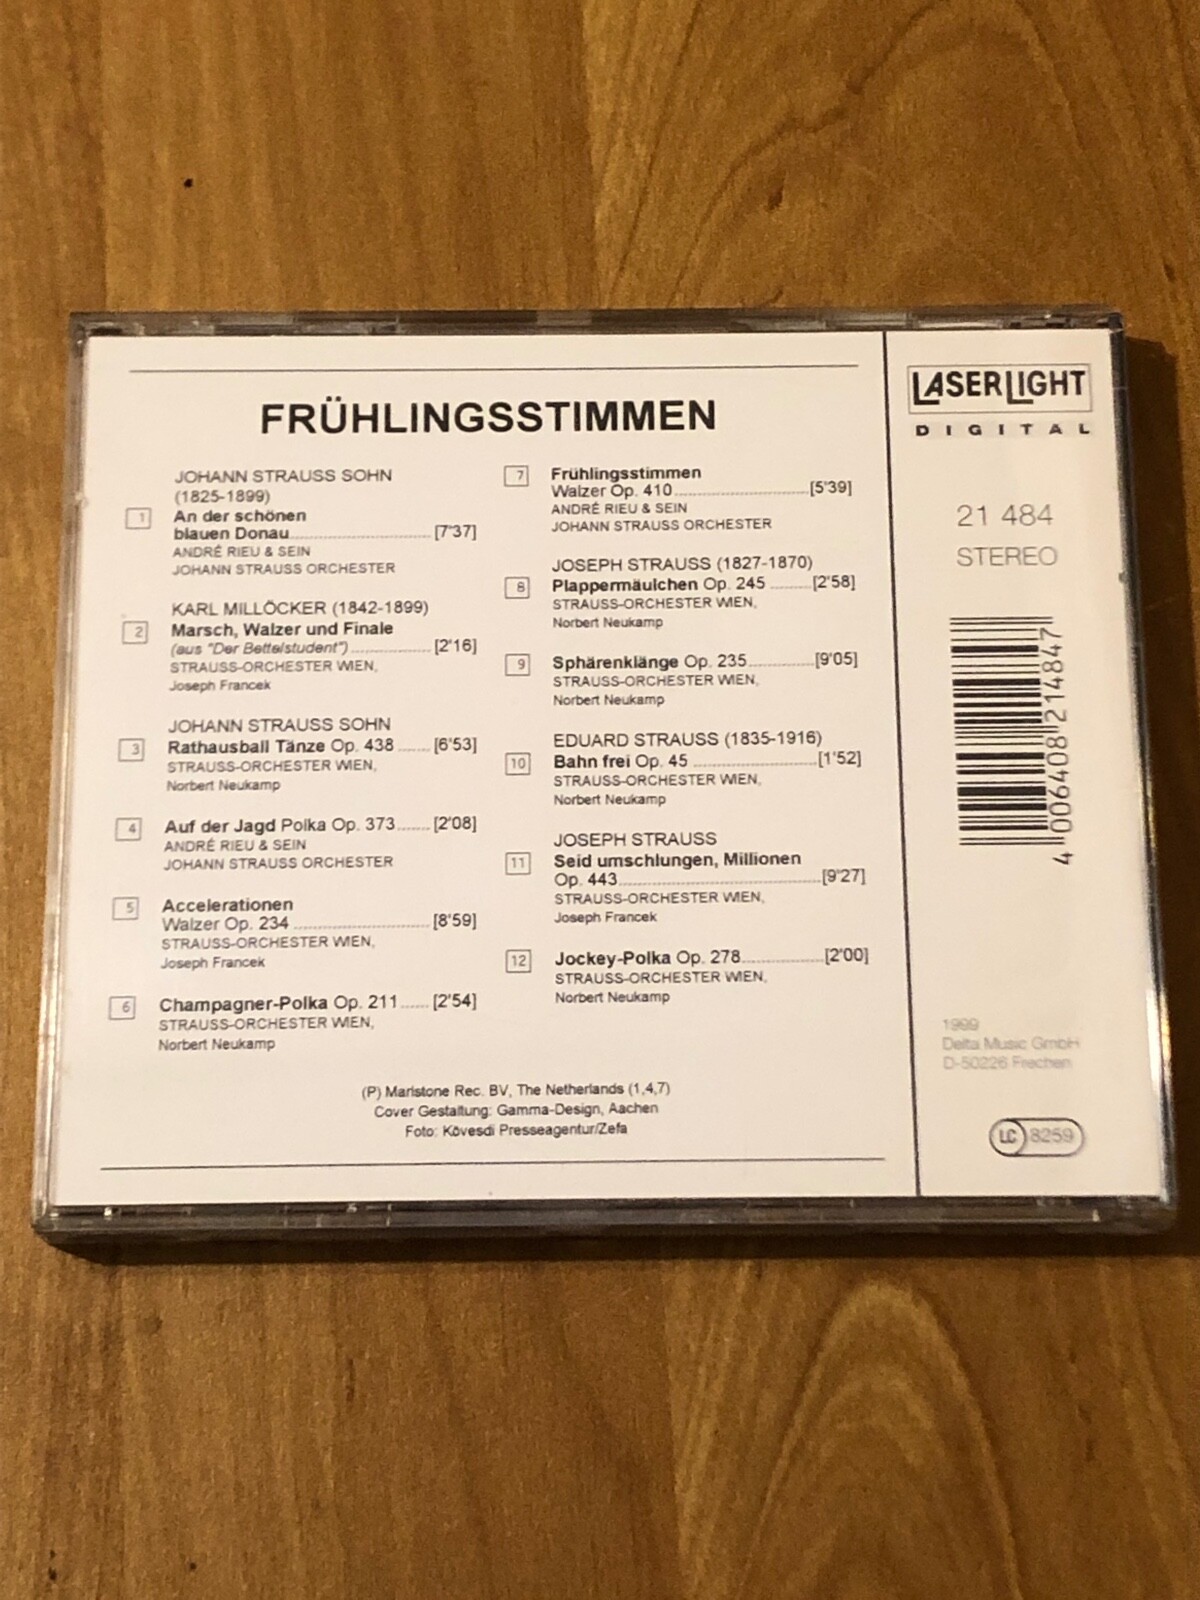 FRÜHLINGSSTIMMEN
JOHANN STRAUSS SOHN
(1825-1899)
1 An der schönen
blauen Donau [7'37]
ANDRÉ RIEU & SEIN
JOHANN STRAUSS ORCHESTER
KARL MILLÖCKER (1842-1899)
2 Marsch, Walzer und Finale
(aus "Der Bettelstudent") [2'16]
STRAUSS-ORCHESTER WIEN,
Joseph Francek
JOHANN STRAUSS SOHN
3 Rathausball Tänze Op. 438 [6'53]
STRAUSS-ORCHESTER WIEN,
Norbert Neukamp
4 Auf der Jagd Polka Op. 373 [2'08]
ANDRÉ RIEU & SEIN
JOHANN STRAUSS ORCHESTER
5 Accelerationen
Walzer Op. 234 [8'59]
STRAUSS-ORCHESTER WIEN,
Joseph Francek
6 Champagner-Polka Op. 211 [2'54]
STRAUSS-ORCHESTER WIEN,
Norbert Neukamp
7 Frühlingsstimmen
Walzer Op. 410 [5'39]
ANDRÉ RIEU & SEIN
JOHANN STRAUSS ORCHESTER
JOSEPH STRAUSS (1827-1870)
8 Plappermäulchen Op. 245 [2'58]
STRAUSS-ORCHESTER WIEN,
Norbert Neukamp
9 Sphärenklänge Op. 235 [9'05]
STRAUSS-ORCHESTER WIEN,
Norbert Neukamp
EDUARD STRAUSS (1835-1916)
10 Bahn frei Op. 45 [1'52]
STRAUSS-ORCHESTER WIEN,
Norbert Neukamp
JOSEPH STRAUSS
11 Seid umschlungen, Millionen
Op. 443 [9'27]
STRAUSS-ORCHESTER WIEN,
Joseph Francek
12 Jockey-Polka Op. 278 [2'00]
STRAUSS-ORCHESTER WIEN,
Norbert Neukamp
(P) Marlstone Rec. BV, The Netherlands (1,4,7)
Cover Gestaltung: Gamma-Design, Aachen
Foto: Kövesdi Presseagentur/Zefa
LASERLIGHT
DIGITAL
21 484
STEREO
4 006408 214847
1999
Delta Music GmbH
D-50226 Frechen
LC 8259